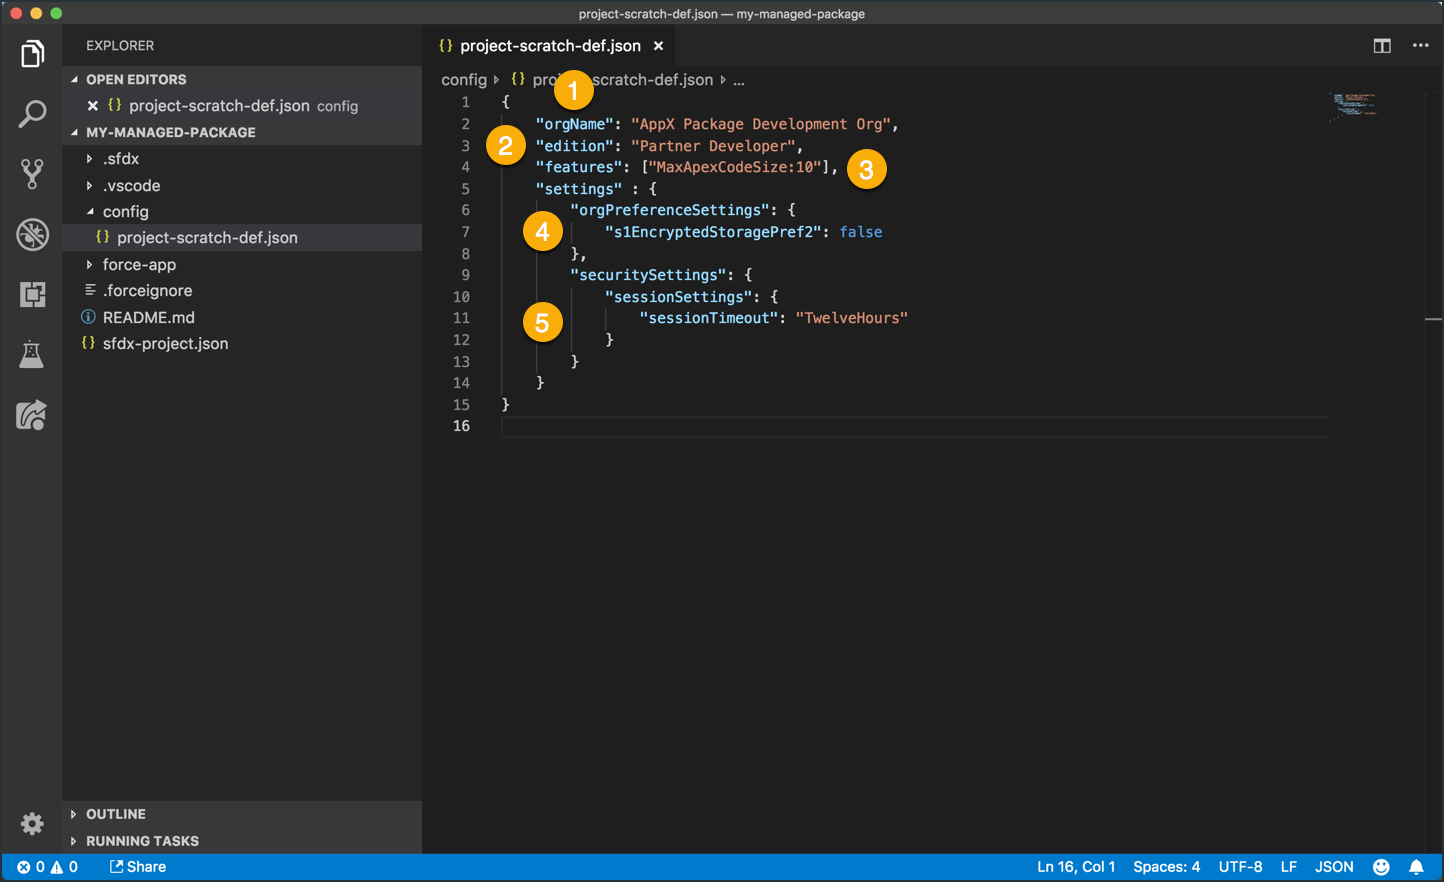 project-scratch-def.json — my-managed-package
EXPLORER
OPEN EDITORS
project-scratch-def.json config
MY-MANAGED-PACKAGE
.sfdx
.vscode
config
project-scratch-def.json
force-app
.forceignore
README.md
sfdx-project.json
OUTLINE
RUNNING TASKS
{} project-scratch-def.json ×
config › {} pro scratch-def.json › ...
1
1 {
2 "orgName": "AppX Package Development Org",
2
3 "edition": "Partner Developer",
4 "features": ["MaxApexCodeSize:10"],
3
5 "settings" : {
6 "orgPreferenceSettings": {
4
7 "s1EncryptedStoragePref2": false
8 },
9 "securitySettings": {
10 "sessionSettings": {
5
11 "sessionTimeout": "TwelveHours"
12 }
13 }
14 }
15 }
16
0 0 Share
Ln 16, Col 1 Spaces: 4 UTF-8 LF JSON